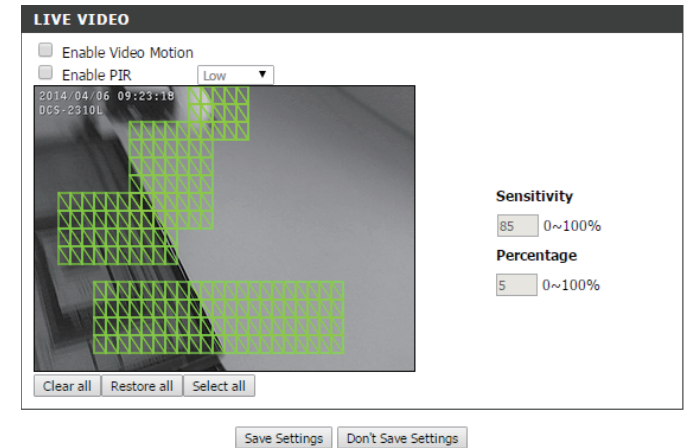 LIVE VIDEO
Enable Video Motion
Enable PIR Low
2014/04/06 09:23:18
DCS-2310L
Sensitivity
85 0~100%
Percentage
5 0~100%
Clear all Restore all Select all
Save Settings Don't Save Settings